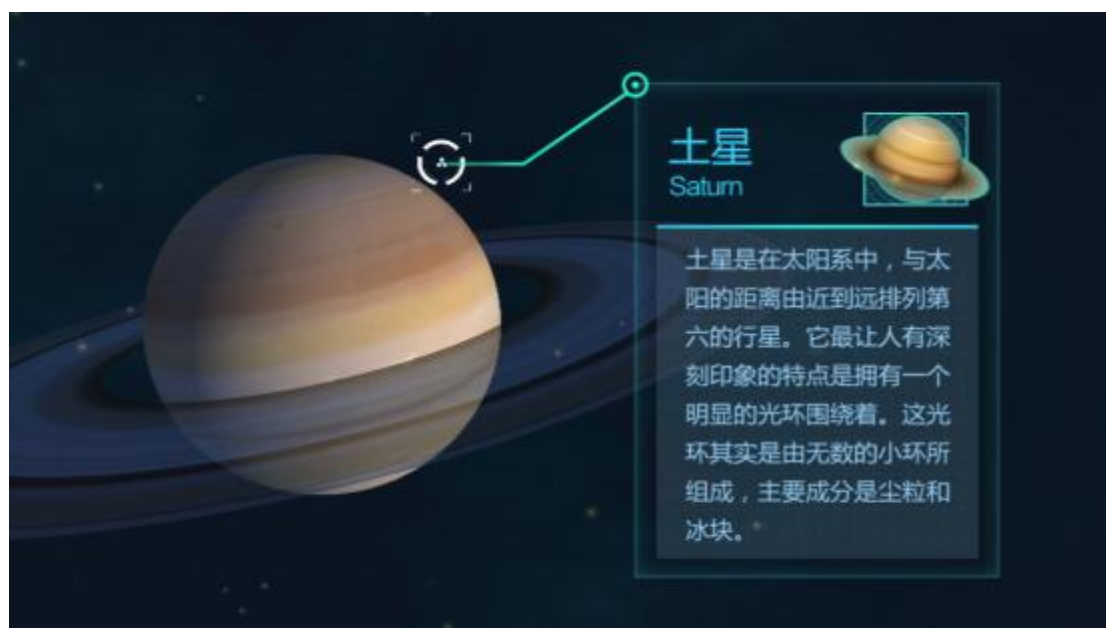 土星
Saturn
土星是在太阳系中，与太
阳的距离由近到远排列第
六的行星。它最让人有深
刻印象的特点是拥有一个
明显的光环围绕着。这光
环其实是由无数的小环所
组成，主要成分是尘粒和
冰块。